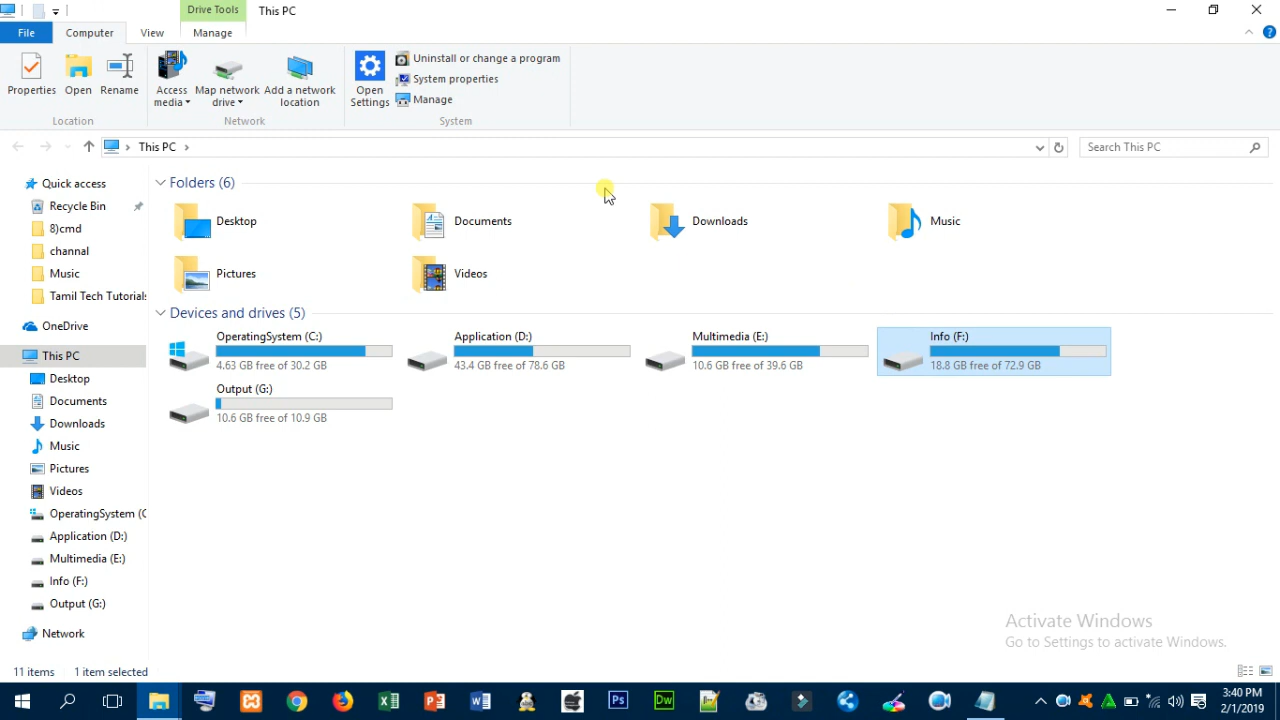 Drive Tools
This PC
File
Computer
View
Manage
Properties
Open
Rename
Access media
Map network drive
Add a network location
Open Settings
Uninstall or change a program
System properties
Manage
Location
Network
System
This PC
Search This PC
Quick access
Recycle Bin
8)cmd
channal
Music
Tamil Tech Tutorials
OneDrive
This PC
Desktop
Documents
Downloads
Music
Pictures
Videos
OperatingSystem (C
Application (D:)
Multimedia (E:)
Info (F:)
Output (G:)
Network
Folders (6)
Desktop
Documents
Downloads
Music
Pictures
Videos
Devices and drives (5)
OperatingSystem (C:)
4.63 GB free of 30.2 GB
Application (D:)
43.4 GB free of 78.6 GB
Multimedia (E:)
10.6 GB free of 39.6 GB
Info (F:)
18.8 GB free of 72.9 GB
Output (G:)
10.6 GB free of 10.9 GB
Activate Windows
Go to Settings to activate Windows.
11 items
1 item selected
Ps
Dw
3:40 PM
2/1/2019